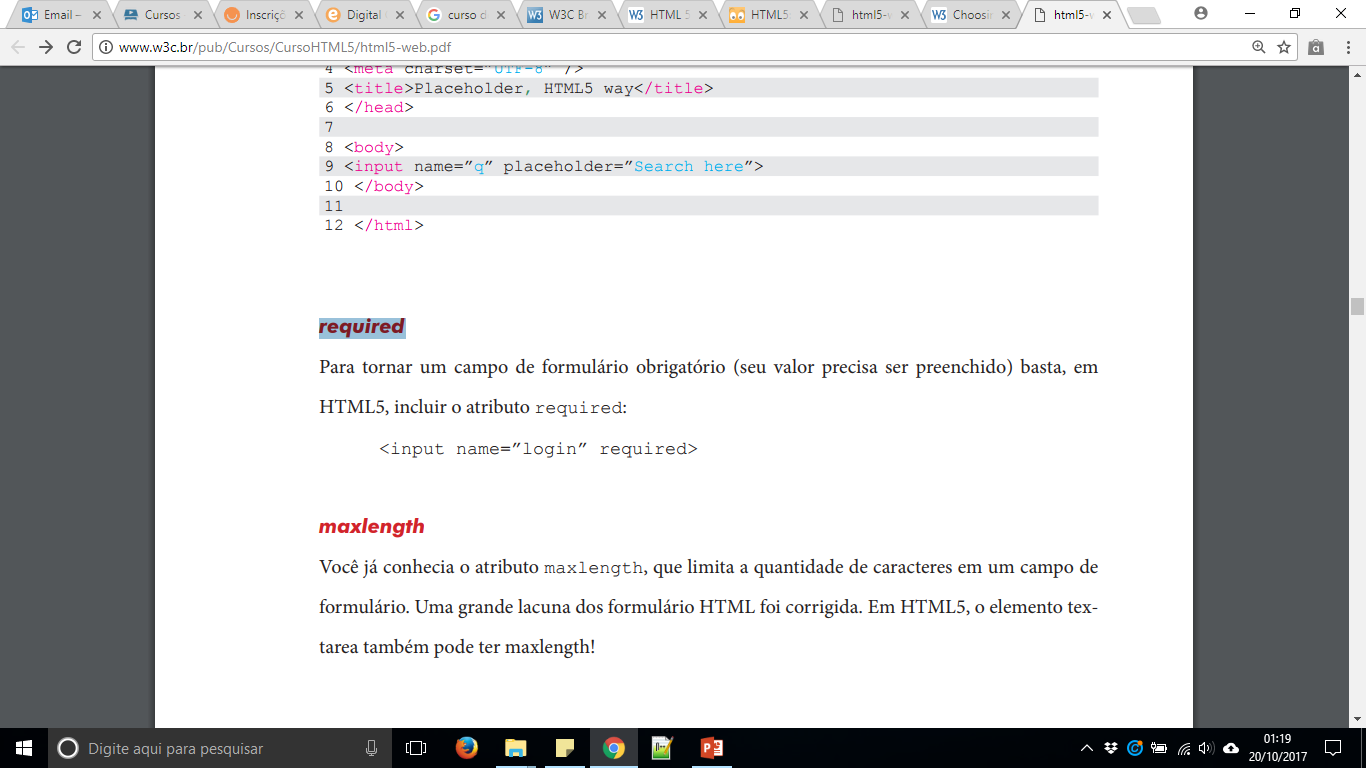 Email –
Cursos
Inscriçõ
Digital
curso d
W3C Br
HTML 5
HTML5:
html5-w
Choosin
html5-w
www.w3c.br/pub/Cursos/CursoHTML5/html5-web.pdf
4 <meta charset="UTF-8" />
5 <title>Placeholder, HTML5 way</title>
6 </head>
7
8 <body>
9 <input name=”q” placeholder=”Search here”>
10 </body>
11
12 </html>
required
Para tornar um campo de formulário obrigatório (seu valor precisa ser preenchido) basta, em
HTML5, incluir o atributo required:
<input name=”login” required>
maxlength
Você já conhecia o atributo maxlength, que limita a quantidade de caracteres em um campo de
formulário. Uma grande lacuna dos formulário HTML foi corrigida. Em HTML5, o elemento tex-
tarea também pode ter maxlength!
Digite aqui para pesquisar
01:19
20/10/2017